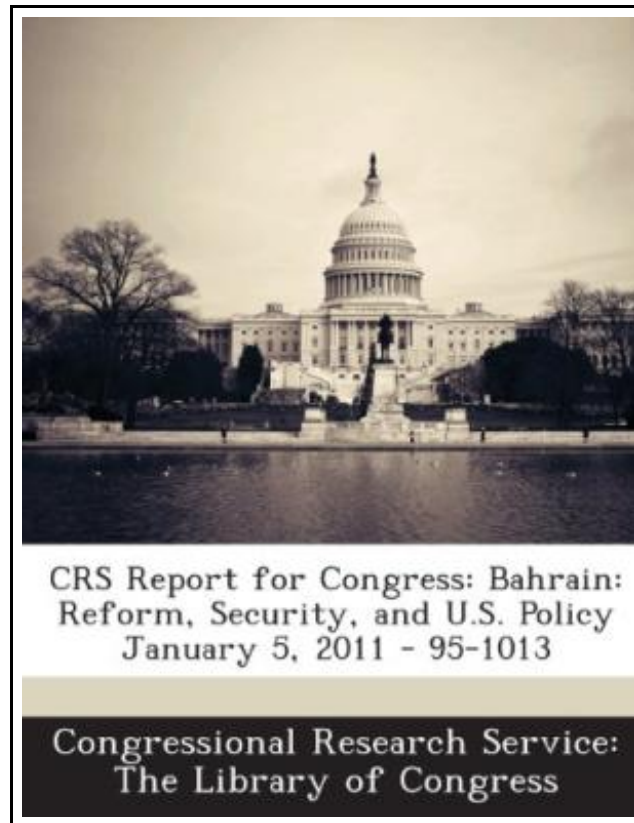 CRS Report for Congress: Bahrain:
Reform, Security, and U.S. Policy
January 5, 2011 - 95-1013
Congressional Research Service:
The Library of Congress